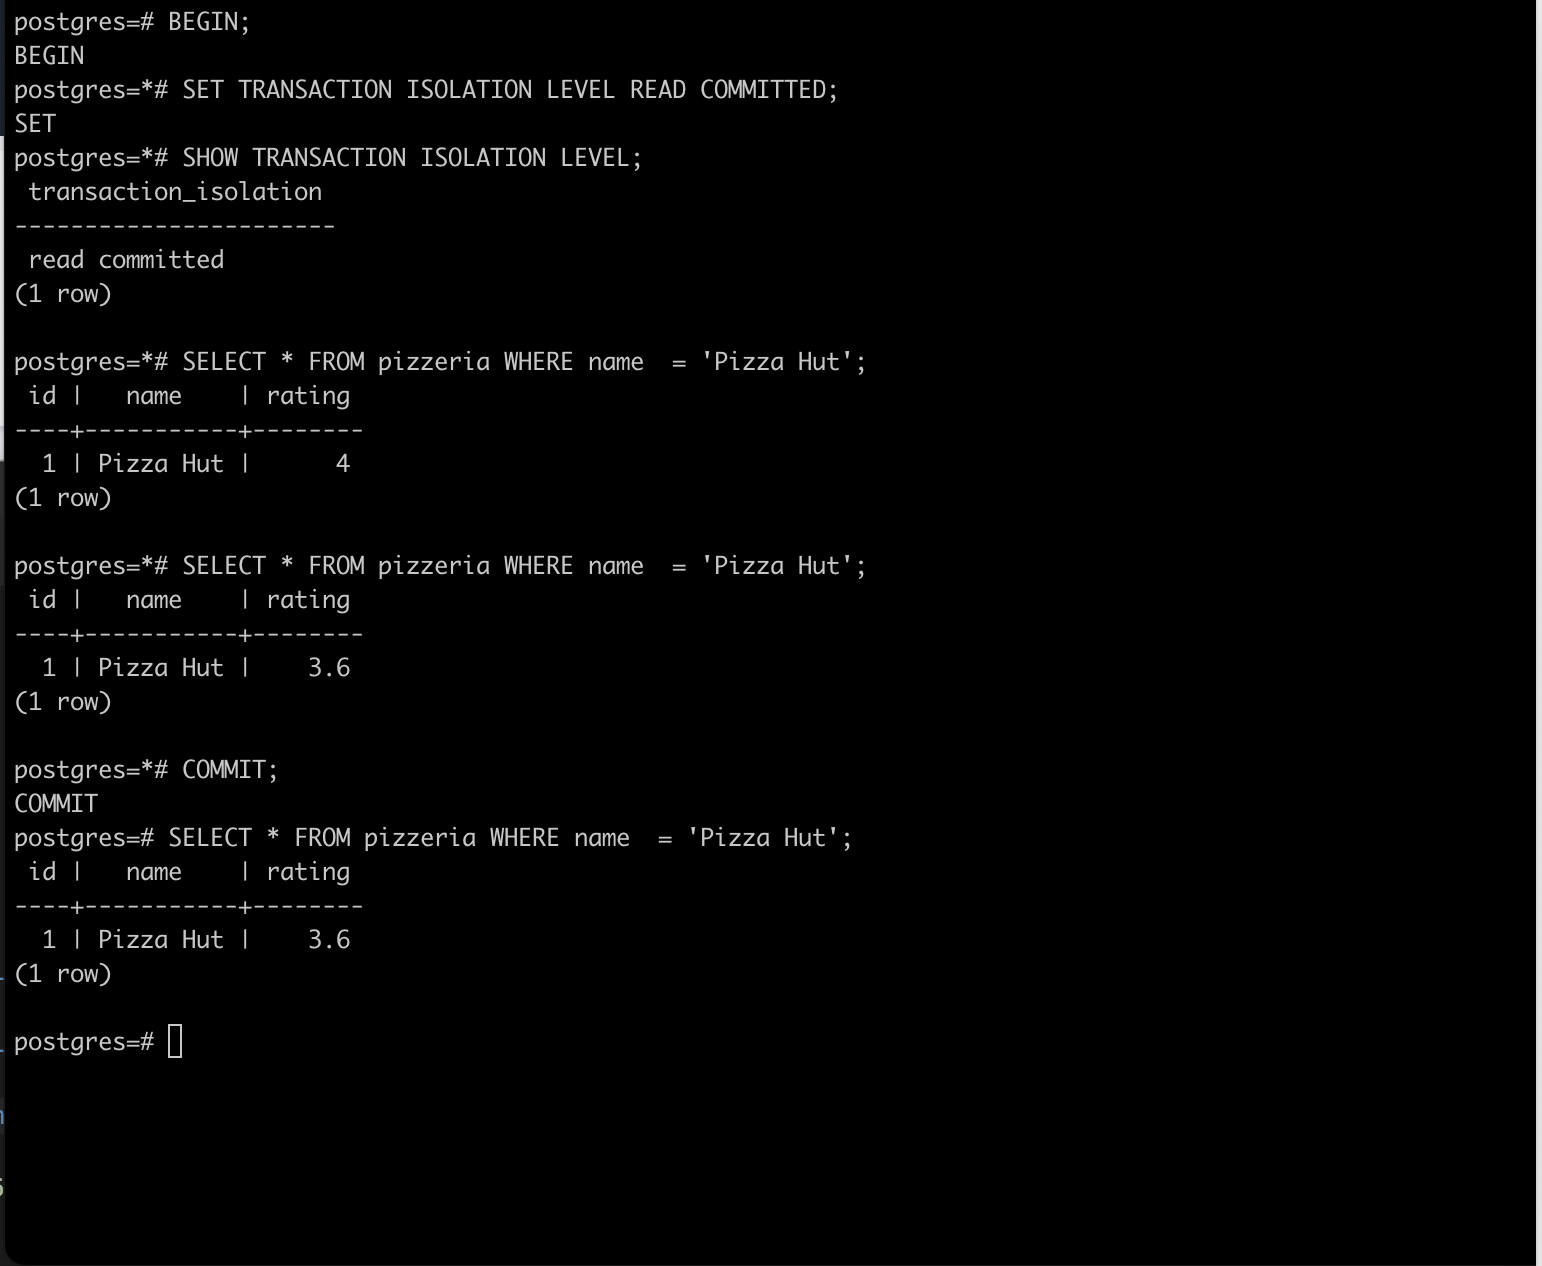 postgres=# BEGIN;
BEGIN
postgres=*# SET TRANSACTION ISOLATION LEVEL READ COMMITTED;
SET
postgres=*# SHOW TRANSACTION ISOLATION LEVEL;
 transaction_isolation
-----------------------
 read committed
(1 row)

postgres=*# SELECT * FROM pizzeria WHERE name  = 'Pizza Hut';
 id |   name    | rating
----+-----------+--------
  1 | Pizza Hut |      4
(1 row)

postgres=*# SELECT * FROM pizzeria WHERE name  = 'Pizza Hut';
 id |   name    | rating
----+-----------+--------
  1 | Pizza Hut |    3.6
(1 row)

postgres=*# COMMIT;
COMMIT
postgres=# SELECT * FROM pizzeria WHERE name  = 'Pizza Hut';
 id |   name    | rating
----+-----------+--------
  1 | Pizza Hut |    3.6
(1 row)

postgres=#